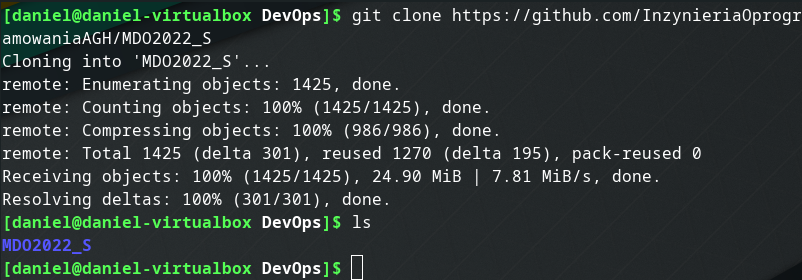 [daniel@daniel-virtualbox DevOps]$ git clone https://github.com/InzynieriaOprogr
amowaniaAGH/MDO2022_S
Cloning into 'MDO2022_S'...
remote: Enumerating objects: 1425, done.
remote: Counting objects: 100% (1425/1425), done.
remote: Compressing objects: 100% (986/986), done.
remote: Total 1425 (delta 301), reused 1270 (delta 195), pack-reused 0
Receiving objects: 100% (1425/1425), 24.90 MiB | 7.81 MiB/s, done.
Resolving deltas: 100% (301/301), done.
[daniel@daniel-virtualbox DevOps]$ ls
MDO2022_S
[daniel@daniel-virtualbox DevOps]$